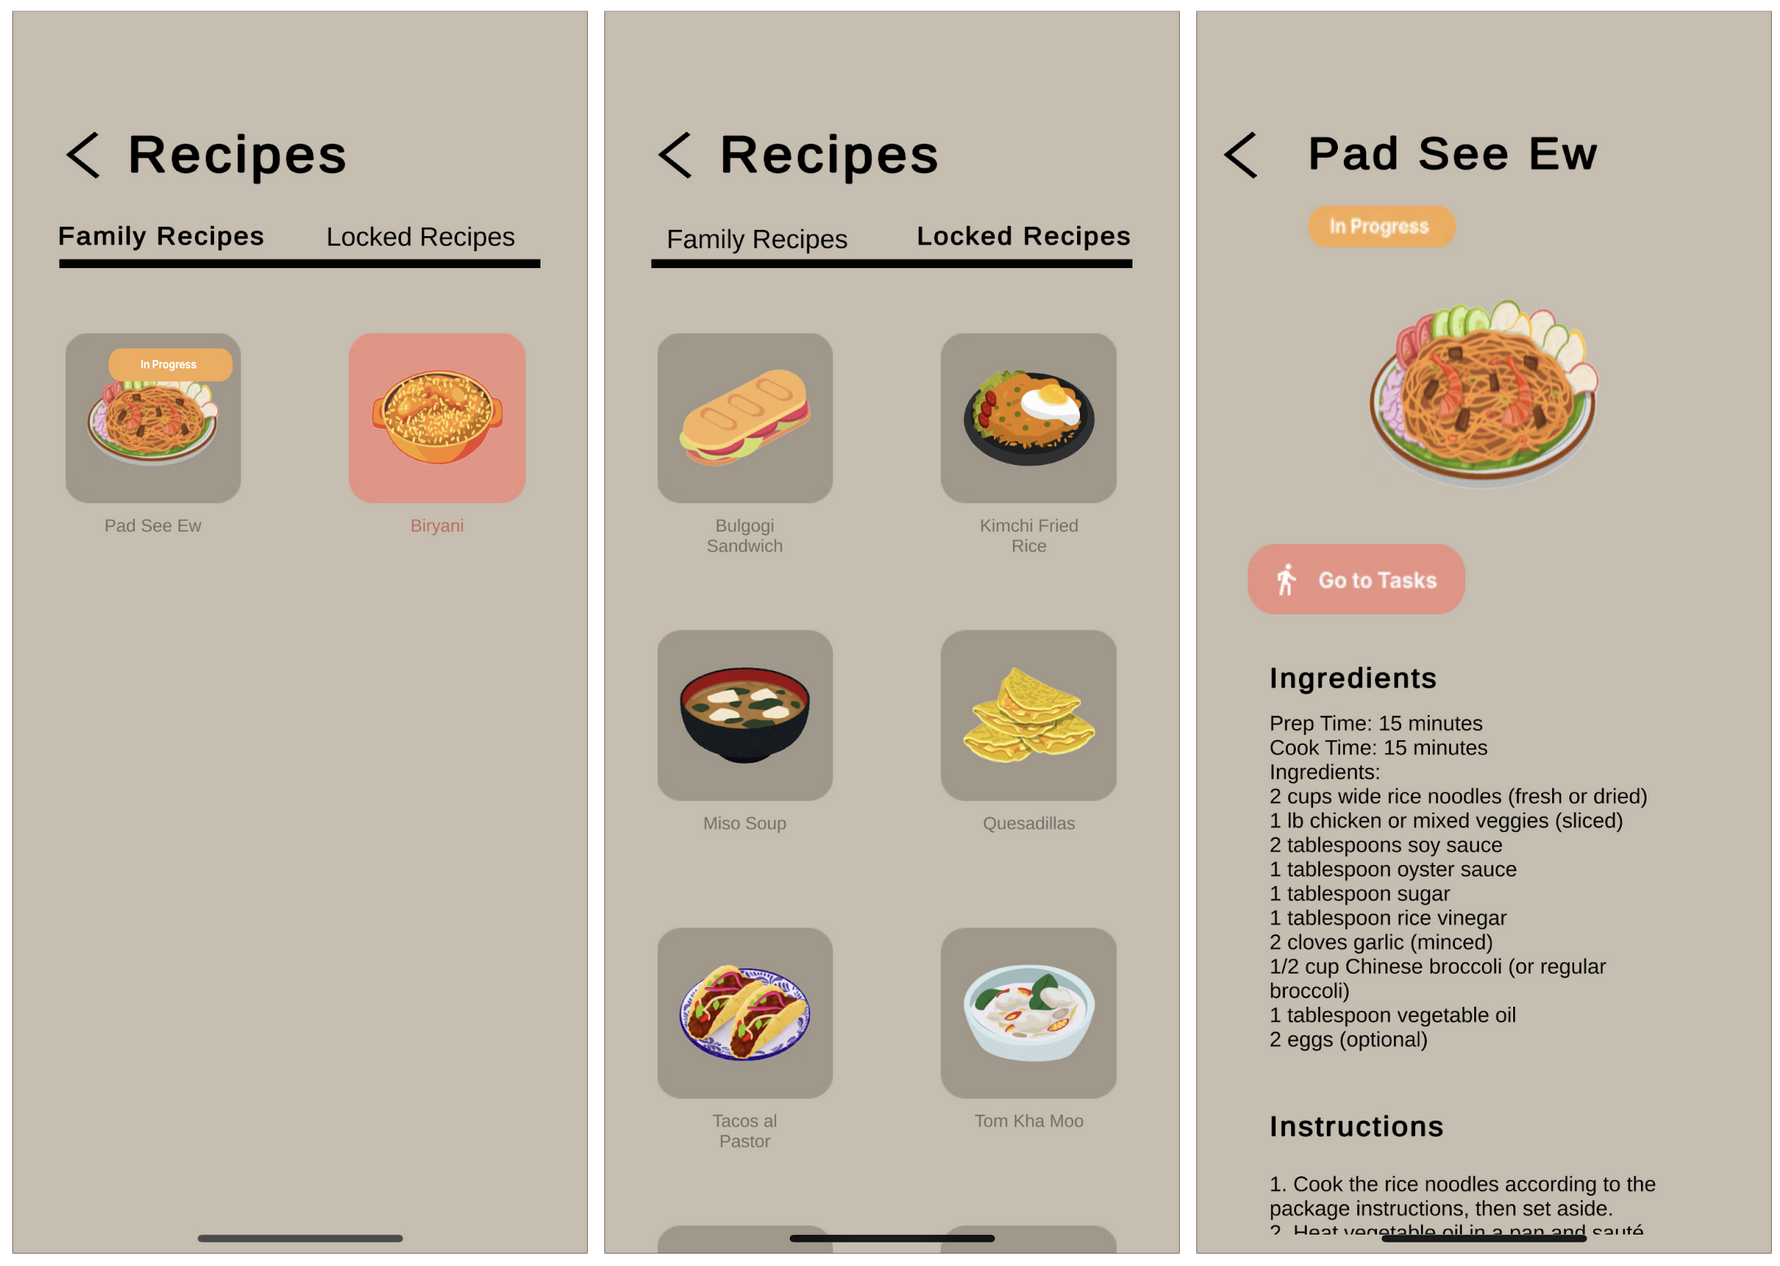 Recipes
Family Recipes
Locked Recipes
In Progress
Pad See Ew
Biryani
Recipes
Family Recipes
Locked Recipes
Bulgogi
Sandwich
Kimchi Fried
Rice
Miso Soup
Quesadillas
Tacos al
Pastor
Tom Kha Moo
Pad See Ew
In Progress
Go to Tasks
Ingredients
Prep Time: 15 minutes
Cook Time: 15 minutes
Ingredients:
2 cups wide rice noodles (fresh or dried)
1 lb chicken or mixed veggies (sliced)
2 tablespoons soy sauce
1 tablespoon oyster sauce
1 tablespoon sugar
1 tablespoon rice vinegar
2 cloves garlic (minced)
1/2 cup Chinese broccoli (or regular
broccoli)
1 tablespoon vegetable oil
2 eggs (optional)
Instructions
1. Cook the rice noodles according to the
package instructions, then set aside.
2. Heat vegetable oil in a pan and sauté